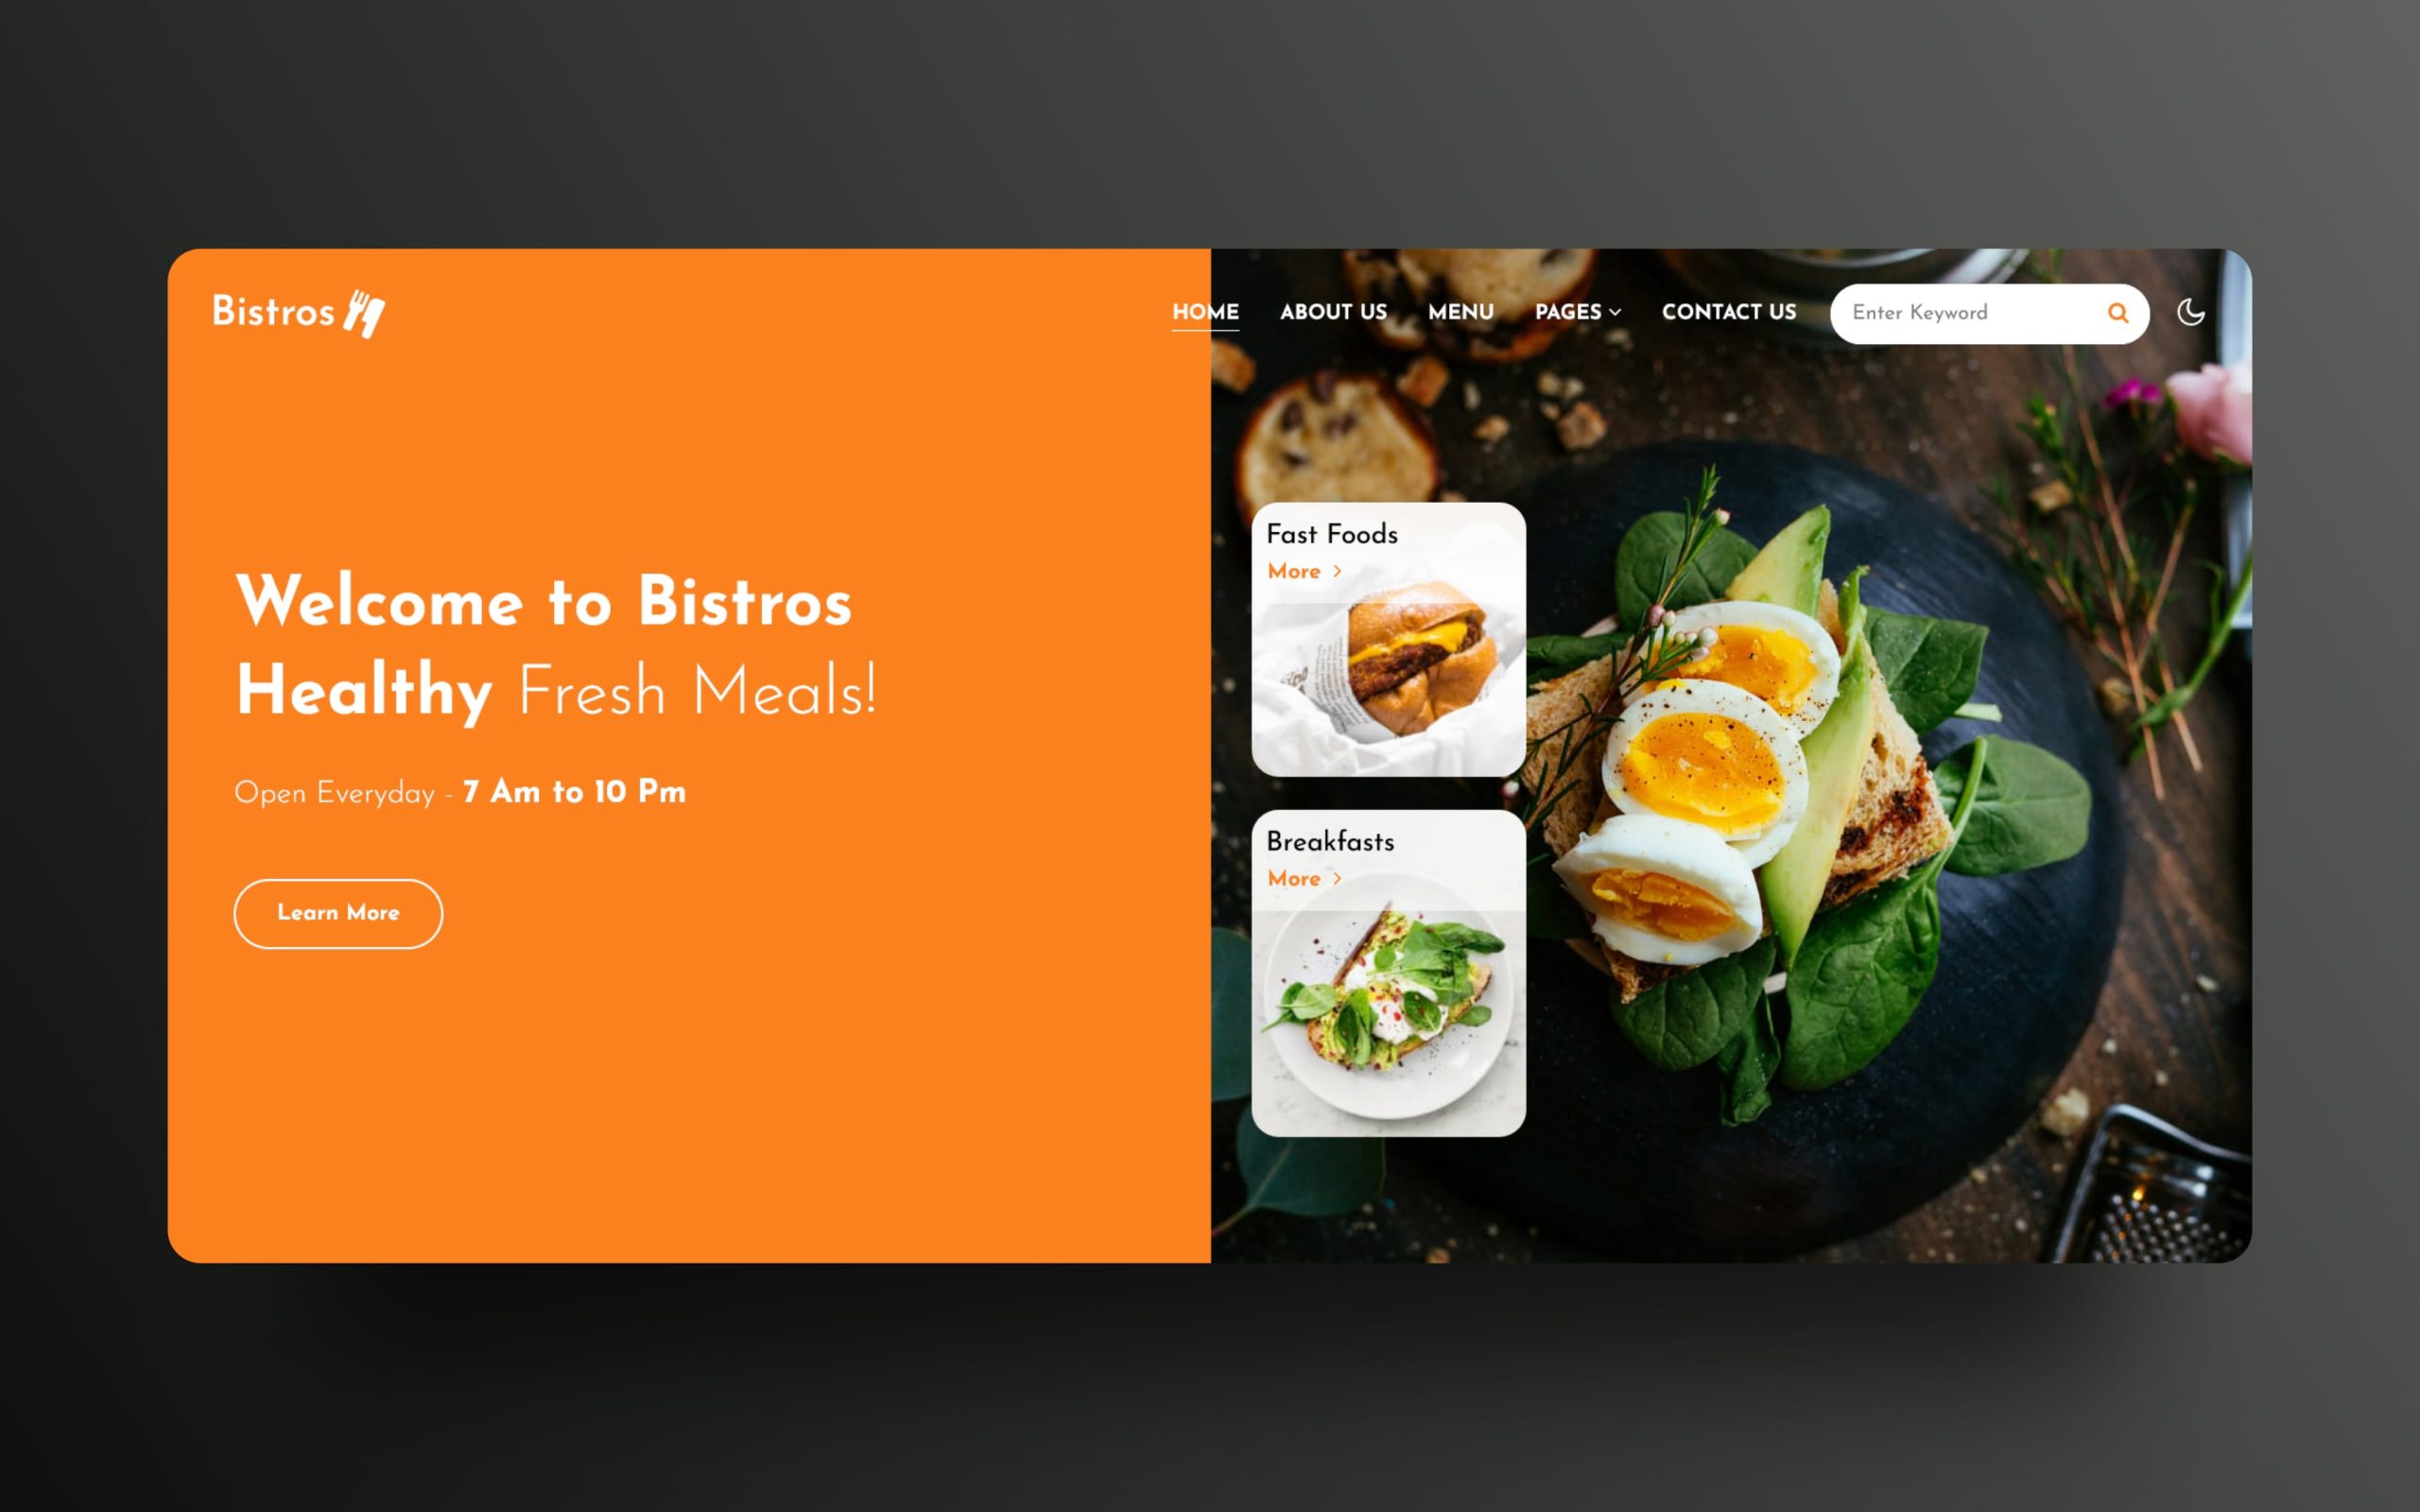 Bistros
HOME ABOUT US MENU PAGES CONTACT US Enter Keyword
Welcome to Bistros
Healthy Fresh Meals!
Open Everyday - 7 Am to 10 Pm
Learn More
Fast Foods
More
Breakfasts
More